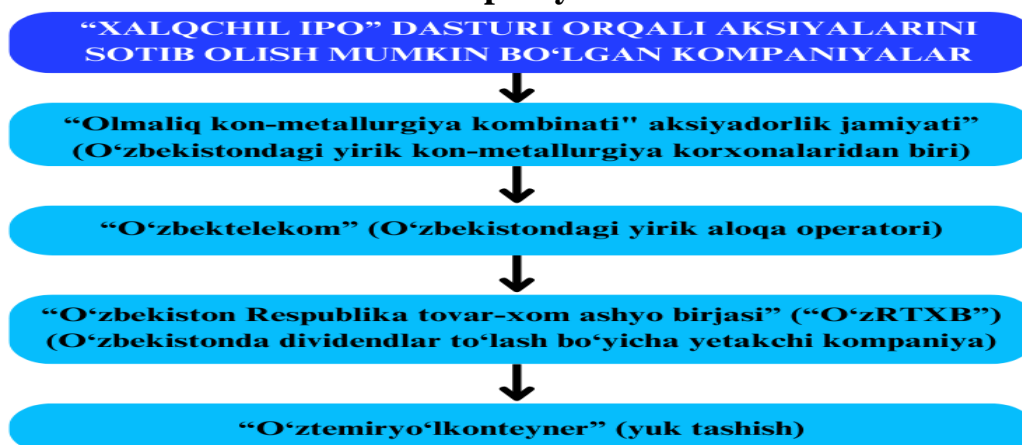 “XALQCHIL IPO” DASTURI ORQALI AKSIYALARINI
SOTIB OLISH MUMKIN BO‘LGAN KOMPANIYALAR
“Olmaliq kon-metallurgiya kombinati" aksiyadorlik jamiyati”
(O‘zbekistondagi yirik kon-metallurgiya korxonalaridan biri)
“O‘zbektelekom” (O‘zbekistondagi yirik aloqa operatori)
“O‘zbekiston Respublika tovar-xom ashyo birjasi” (“O‘zRTXB”)
(O‘zbekistonda dividendlar to‘lash bo‘yicha yetakchi kompaniya)
“O‘ztemiryo‘lkonteyner” (yuk tashish)